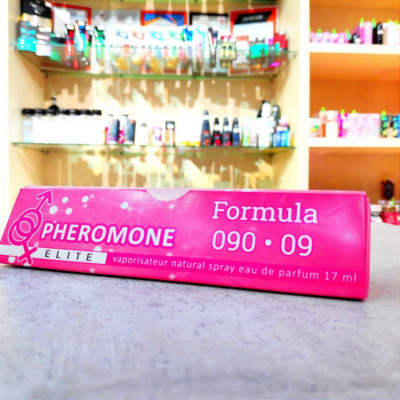 PHEROMONE
ELITE
Formula
090 • 09
vaporisateur natural spray eau de parfum 17 ml